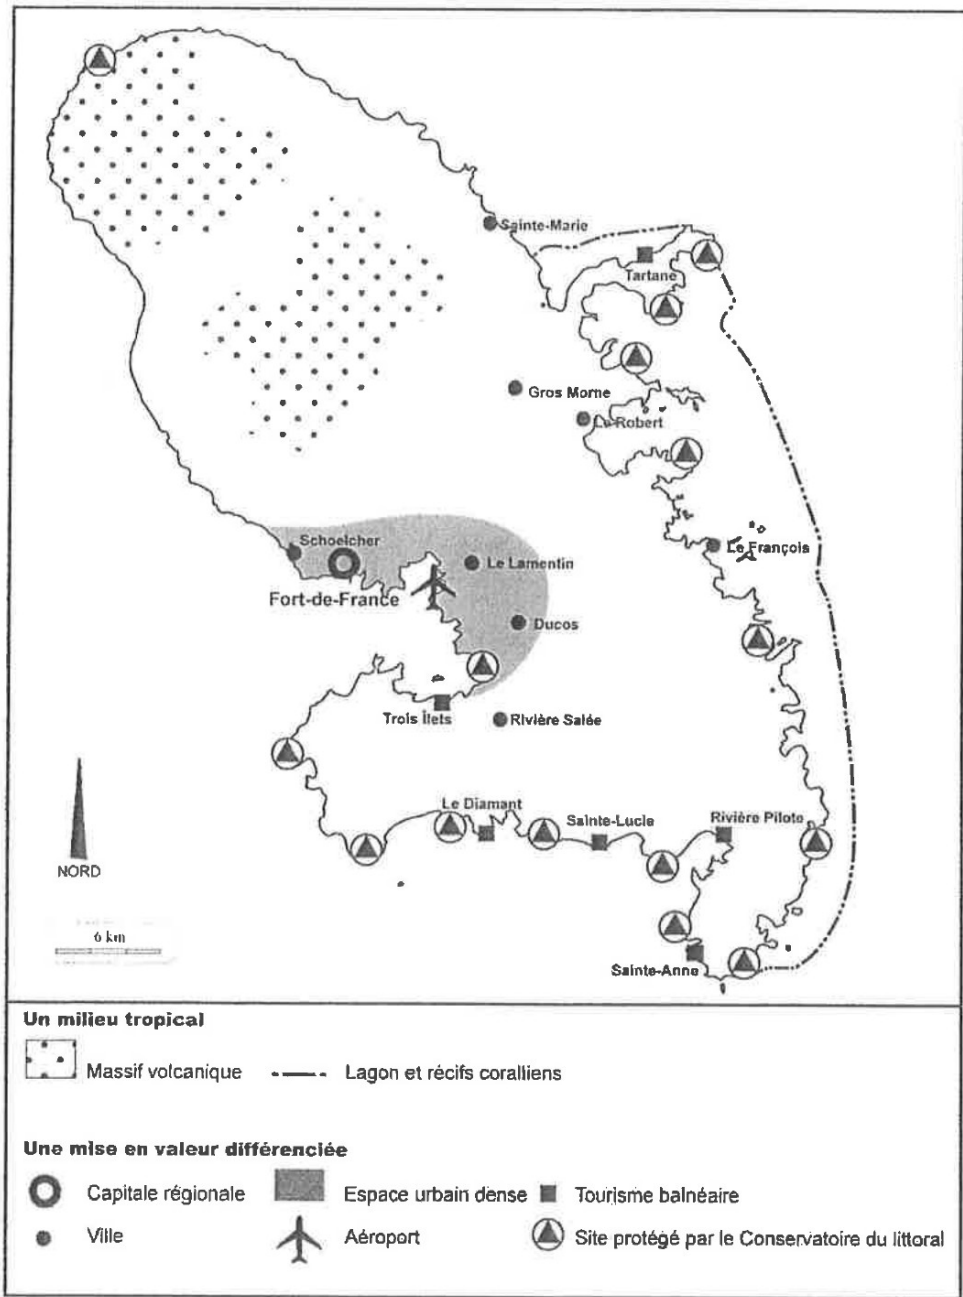 Sainte-Marie
Tartane
Gros Morne
Le Robert
Schoelcher
Le Lamentin
Le François
Fort-de-France
Ducos
Trois Îlets
Rivière Salée
Le Diamant
Sainte-Lucie
Rivière Pilote
NORD
6 km
Sainte-Anne
Un milieu tropical
Massif volcanique
Lagon et récifs coralliens
Une mise en valeur différenciée
Capitale régionale
Espace urbain dense
Tourisme balnéaire
Ville
Aéroport
Site protégé par le Conservatoire du littoral